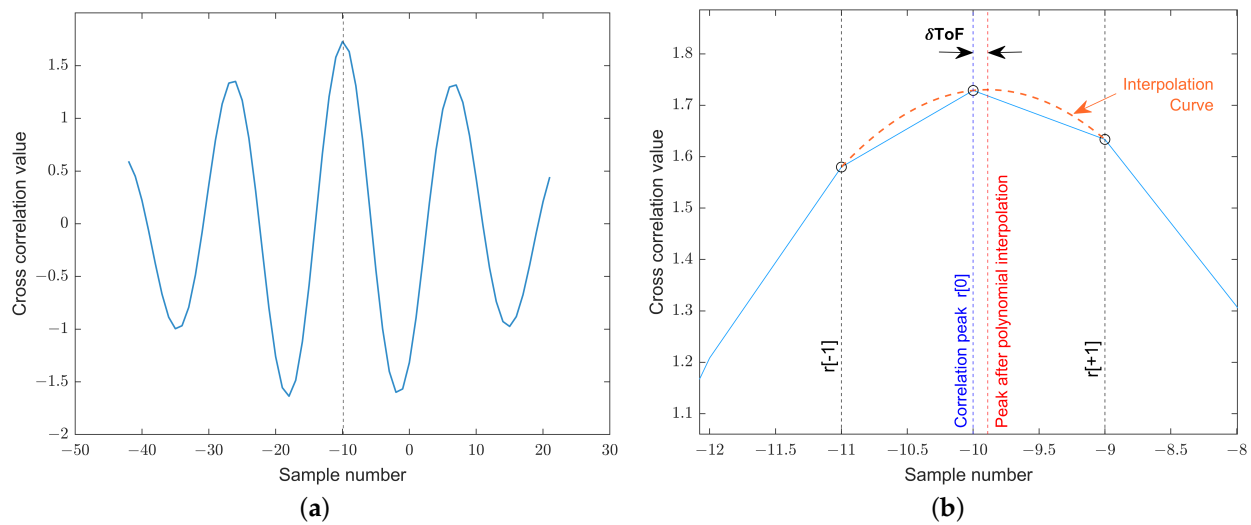 1.5
1
0.5
0
−0.5
−1
−1.5
−2
−50
−40
−30
−20
−10
0
10
20
30
Cross correlation value
Sample number
(a)
1.8
1.7
1.6
1.5
1.4
1.3
1.2
1.1
−12
−11
−10.5
−10
−9.5
−9
−8.5
−8
Cross correlation value
Sample number
δToF
Interpolation
Curve
r[-1]
Correlation peak r[0]
Peak after polynomial interpolation
r[+1]
(b)